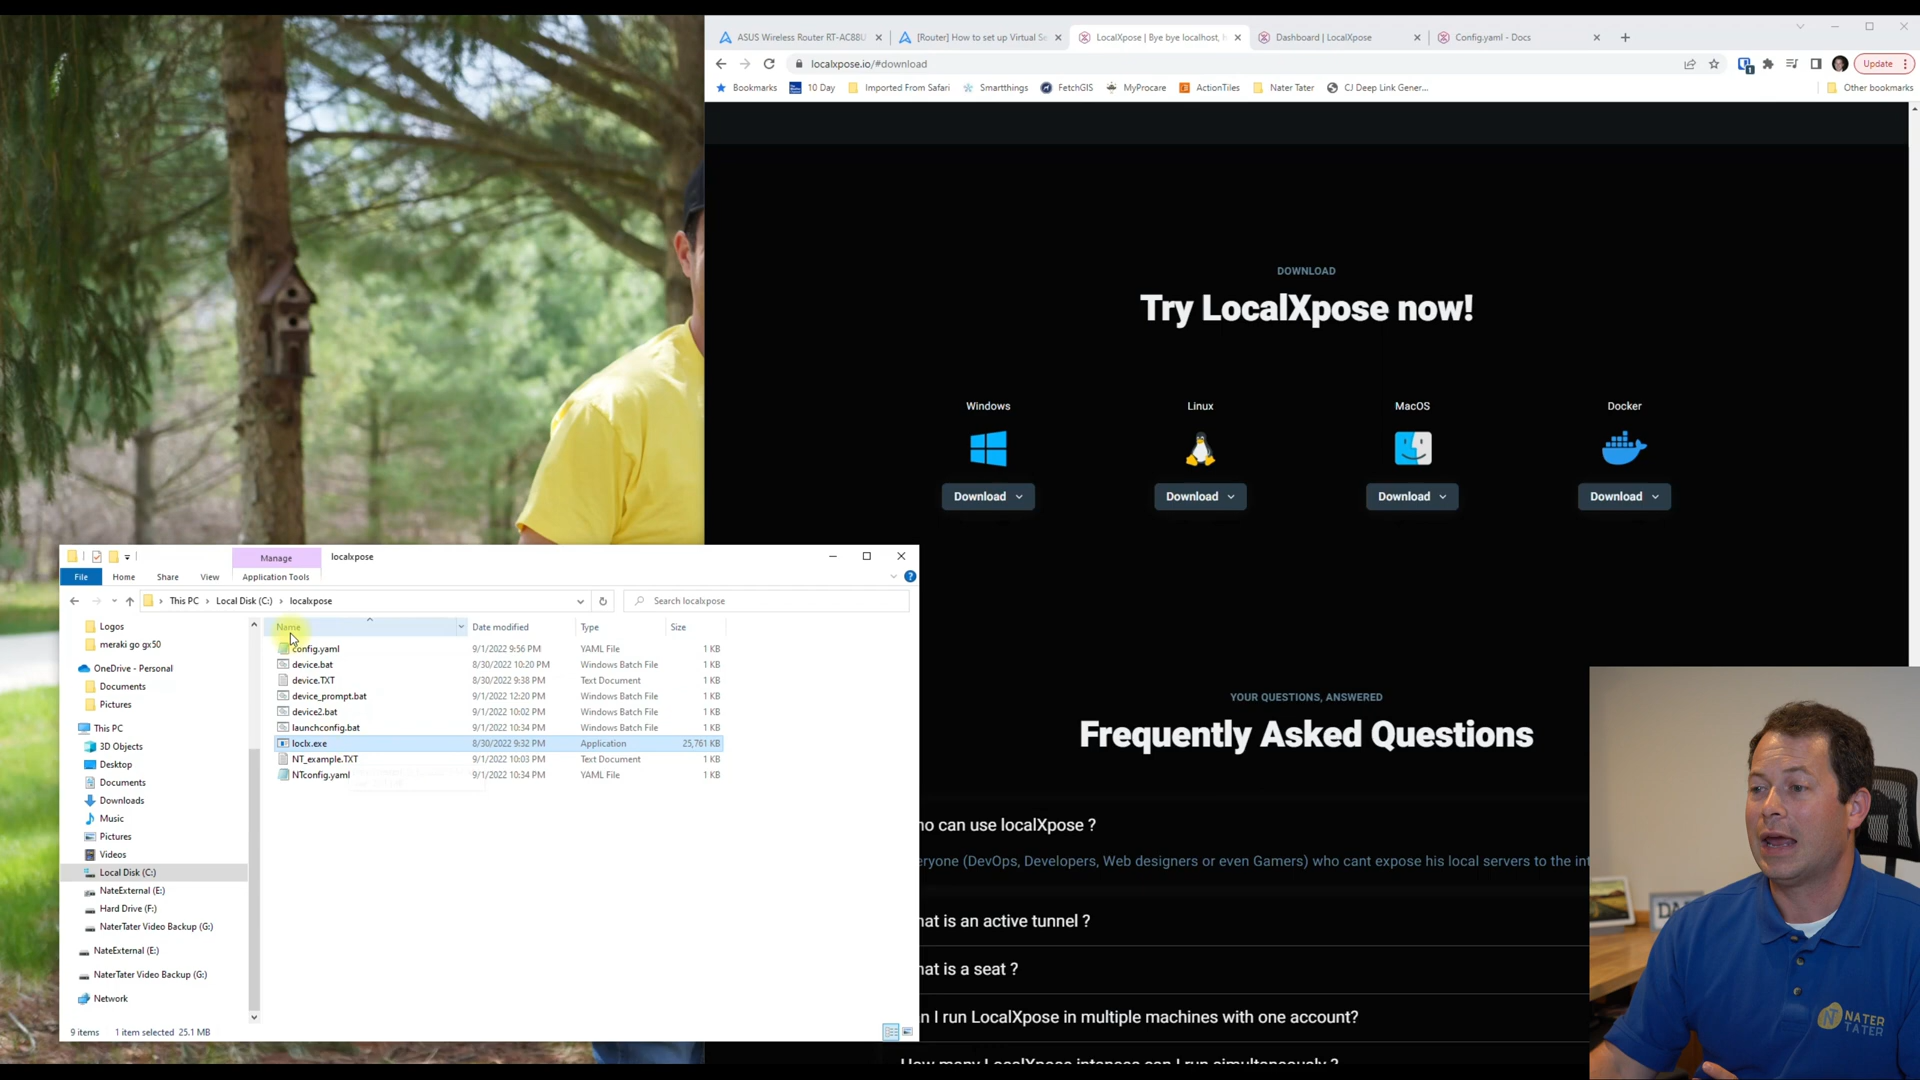 ASUS Wireless Router RT-AC88U
[Router] How to set up Virtual Se
LocalXpose | Bye bye localhost, h
Dashboard | LocalXpose
Config.yaml - Docs
localxpose.io/#download
Update
Bookmarks
10 Day
Imported From Safari
Smartthings
FetchGIS
MyProcare
ActionTiles
Nater Tater
CJ Deep Link Gener...
Other bookmarks
DOWNLOAD
Try LocalXpose now!
Windows
Linux
MacOS
Docker
Download
Download
Download
Download
YOUR QUESTIONS, ANSWERED
Frequently Asked Questions
ho can use localXpose ?
eryone (DevOps, Developers, Web designers or even Gamers) who cant expose his local servers to the int
hat is an active tunnel ?
hat is a seat ?
n I run LocalXpose in multiple machines with one account?
How many LocalXpose intances can I run simultaneously ?
Manage
localxpose
File
Home
Share
View
Application Tools
This PC
Local Disk (C:)
localxpose
Search localxpose
Logos
meraki go gx50
OneDrive - Personal
Documents
Pictures
This PC
3D Objects
Desktop
Documents
Downloads
Music
Pictures
Videos
Local Disk (C:)
NateExternal (E:)
Hard Drive (F:)
NaterTater Video Backup (G:)
NateExternal (E:)
NaterTater Video Backup (G:)
Network
Name Date modified Type Size
config.yaml 9/1/2022 9:56 PM YAML File 1 KB
device.bat 8/30/2022 10:20 PM Windows Batch File 1 KB
device.TXT 8/30/2022 9:38 PM Text Document 1 KB
device_prompt.bat 9/1/2022 12:20 PM Windows Batch File 1 KB
device2.bat 9/1/2022 10:02 PM Windows Batch File 1 KB
launchconfig.bat 9/1/2022 10:34 PM Windows Batch File 1 KB
loclx.exe 8/30/2022 9:32 PM Application 25,761 KB
NT_example.TXT 9/1/2022 10:03 PM Text Document 1 KB
NTconfig.yaml 9/1/2022 10:34 PM YAML File 1 KB
9 items 1 item selected 25.1 MB
NATER
TATER